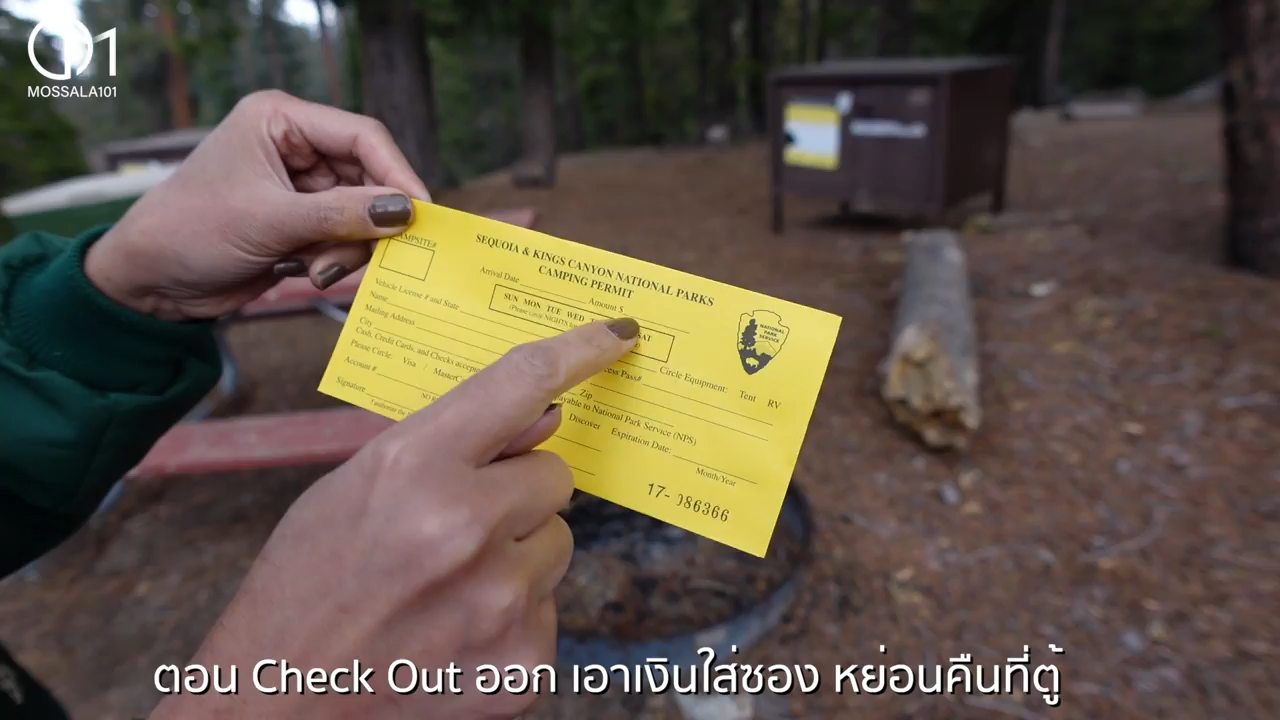 MOSSALA101
SEQUOIA & KINGS CANYON NATIONAL PARKS
CAMPING PERMIT
Arrival Date Amount $
SUN MON TUE WED SAT
Vehicle License # and State
Name
Circle Equipment: Tent RV
Mailing Address
City Zip
Cash, Credit Cards, and Checks to National Park Service (NPS)
Please Circle: Visa / Discover Expiration Date:
Account #
Month/Year
Signature
NATIONAL
PARK
SERVICE
17- 086366
ตอน Check Out ออก เอาเงินใส่ซอง หย่อนคืนที่ตู้